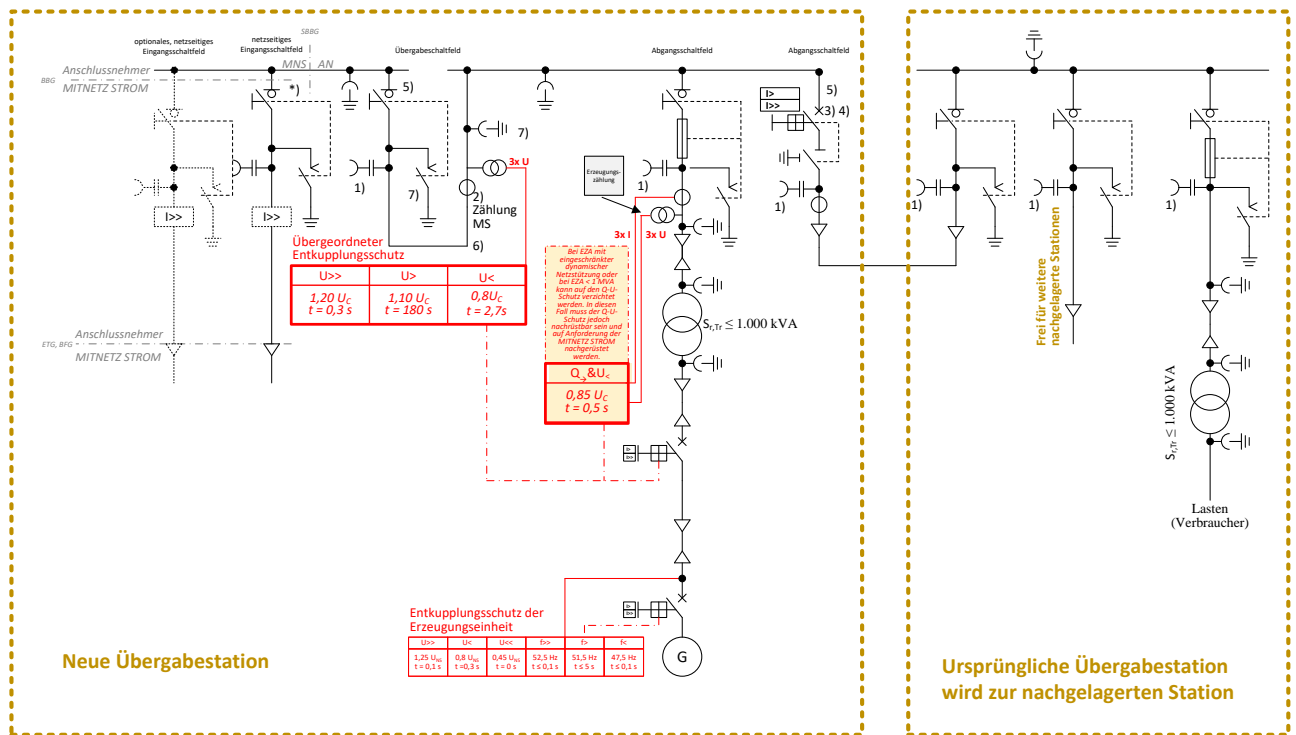 optionales, netzseitiges
Eingangsschaltfeld
netzseitiges
Eingangsschaltfeld
SBBG
Übergabeschaltfeld
Abgangsschaltfeld
Abgangsschaltfeld
Anschlussnehmer
MNS
AN
BBG
MITNETZ STROM
*)
5)
7)
1)
7)
3x U
2)
Zählung
MS
6)
I>>
I>>
Erzeugungs-
zählung
1)
3x I
3x U
I>
I>>
5)
3) 4)
1)
1)
1)
1)
Übergeordneter
Entkupplungsschutz
U>>
U>
U<
1,20 UC
t = 0,3 s
1,10 UC
t = 180 s
0,8UC
t = 2,7s
Bei EZA mit
eingeschränkter
dynamischer
Netzstützung oder
bei EZA < 1 MVA
kann auf den Q-U-
Schutz verzichtet
werden. In diesen
Fall muss der Q-U-
Schutz jedoch
nachrüstbar sein und
auf Anforderung der
MITNETZ STROM
nachgerüstet
werden.
Q→&U<
0,85 UC
t = 0,5 s
Sr,Tr ≤ 1.000 kVA
Anschlussnehmer
ETG, BFG
MITNETZ STROM
Frei für weitere
nachgelagerte Stationen
Sr,Tr ≤ 1.000 kVA
Lasten
(Verbraucher)
I>
I>>
I>
I>>
Entkupplungsschutz der
Erzeugungseinheit
U>>
U<
U<<
f>>
f>
f<
1,25 UNS
t = 0,1 s
0,8 UNS
t =0,3 s
0,45 UNS
t = 0 s
52,5 Hz
t ≤ 0,1 s
51,5 Hz
t ≤ 5 s
47,5 Hz
t ≤ 0,1 s
G
Neue Übergabestation
Ursprüngliche Übergabestation
wird zur nachgelagerten Station